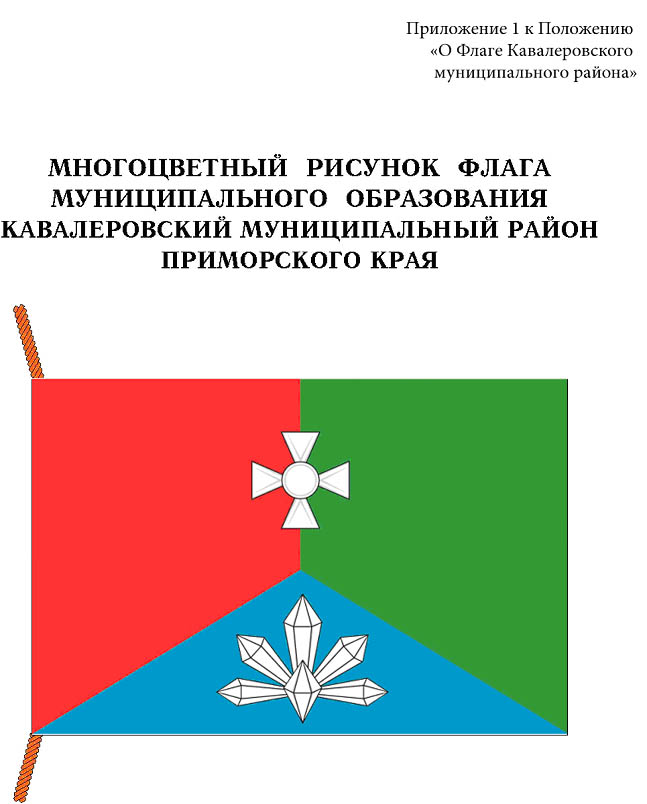 Приложение 1 к Положению
«О Флаге Кавалеровского
муниципального района»
МНОГОЦВЕТНЫЙ РИСУНОК ФЛАГА
МУНИЦИПАЛЬНОГО ОБРАЗОВАНИЯ
КАВАЛЕРОВСКИЙ МУНИЦИПАЛЬНЫЙ РАЙОН
ПРИМОРСКОГО КРАЯ